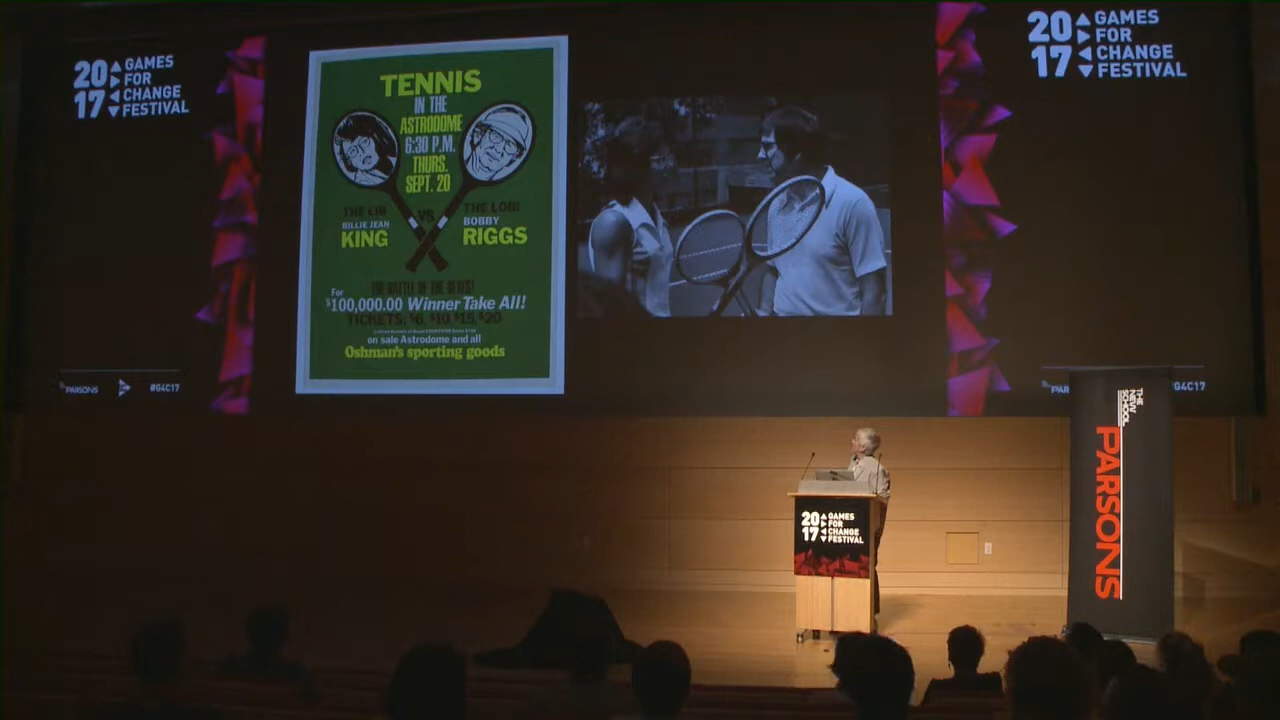 20
17
GAMES
FOR
CHANGE
FESTIVAL
TENNIS
IN THE
ASTRODOME
6:30 P.M.
THURS.
SEPT. 20
THE LIB
VS.
THE LOB!
BILLIE JEAN
KING
BOBBY
RIGGS
THE BATTLE OF THE SEXES!
For
$100,000.00 Winner Take All!
TICKETS, $6, $10, $15, $20
on sale Astrodome and all
Oshman's sporting goods
20
17
GAMES
FOR
CHANGE
FESTIVAL
PARSONS
#G4C17
PAR
G4C17
THE
NEW
SCHOOL
PARSONS
20
17
GAMES
FOR
CHANGE
FESTIVAL